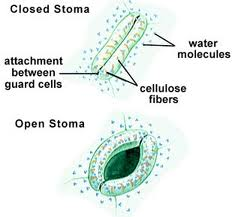 Closed Stoma
water
molecules
attachment
between
guard cells
cellulose
fibers
Open Stoma